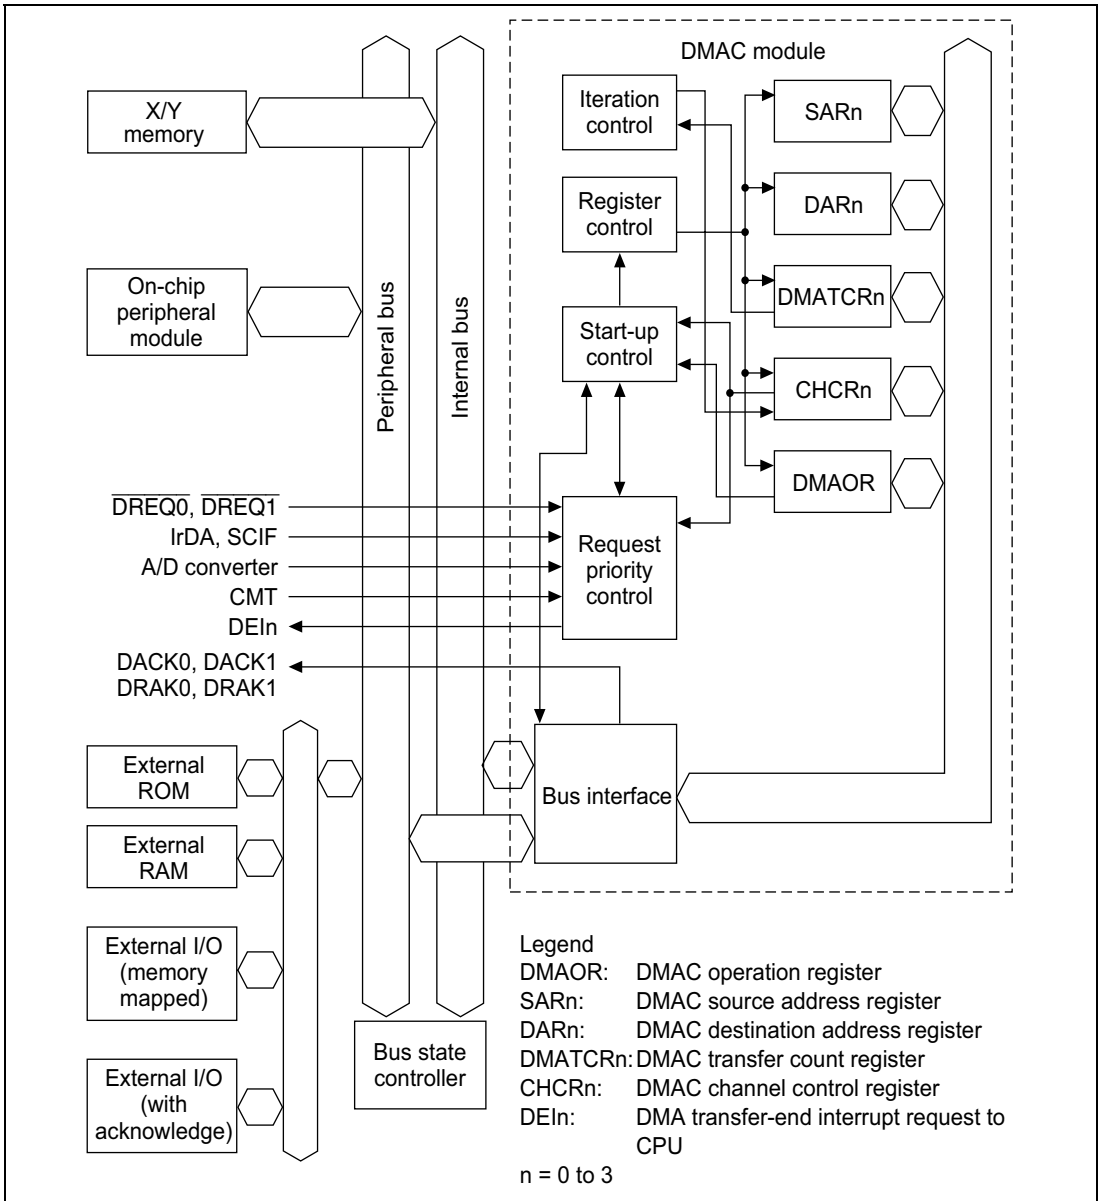 DMAC module
X/Y
memory
Iteration
control
SARn
Register
control
DARn
On-chip
peripheral
module
Peripheral bus
Internal bus
Start-up
control
DMATCRn
CHCRn
DMAOR
D̅R̅E̅Q̅0̅, D̅R̅E̅Q̅1̅
IrDA, SCIF
A/D converter
CMT
DEIn
Request
priority
control
DACK0, DACK1
DRAK0, DRAK1
External
ROM
Bus interface
External
RAM
External I/O
(memory
mapped)
External I/O
(with
acknowledge)
Bus state
controller
Legend
DMAOR: DMAC operation register
SARn: DMAC source address register
DARn: DMAC destination address register
DMATCRn: DMAC transfer count register
CHCRn: DMAC channel control register
DEIn: DMA transfer-end interrupt request to
CPU
n = 0 to 3